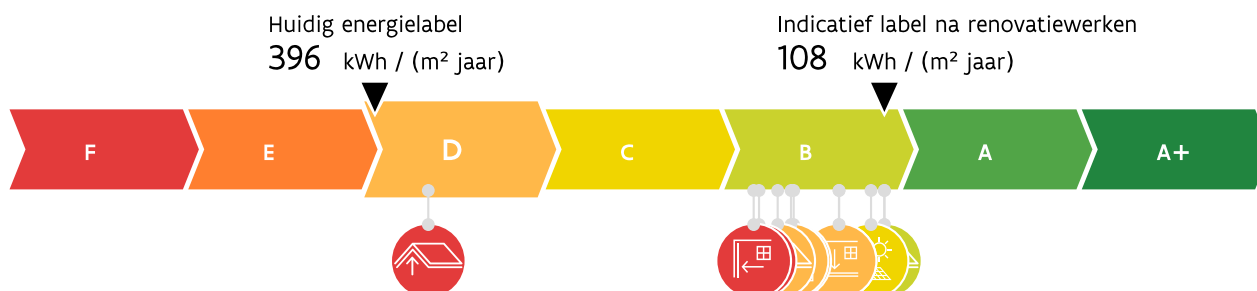 Huidig energielabel
396 kWh / (m² jaar)
Indicatief label na renovatiewerken
108 kWh / (m² jaar)
F E D C B A A+